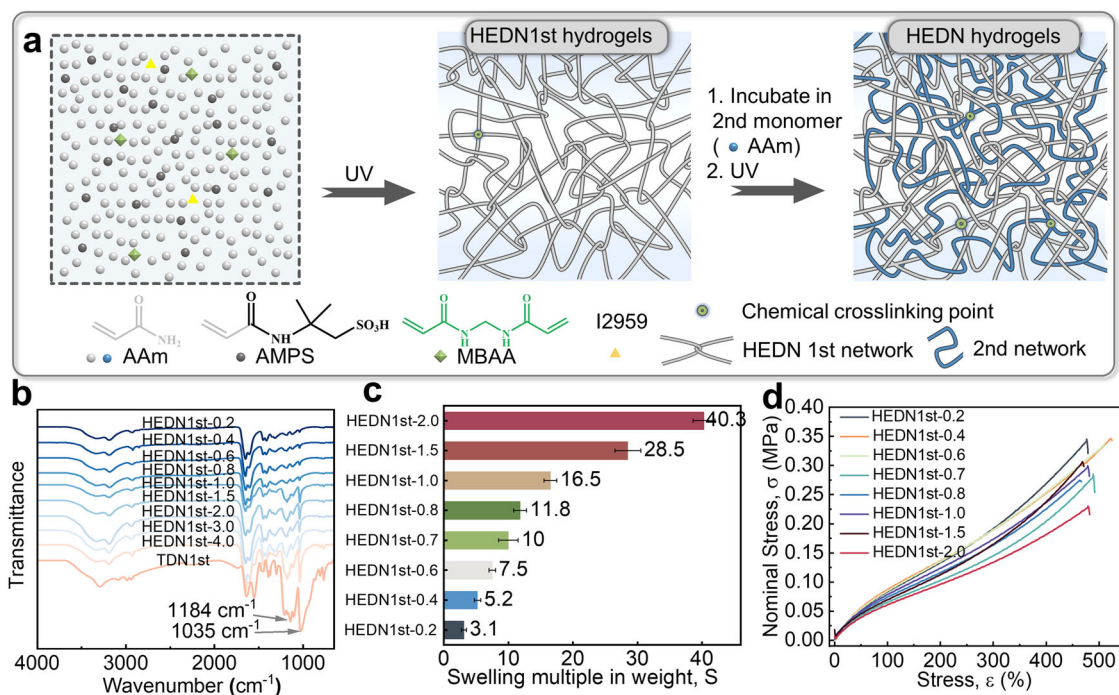 a
HEDN1st hydrogels
HEDN hydrogels
UV
1. Incubate in
2nd monomer
( AAm)
2. UV
O
NH₂
AAm
O
NH
SO₃H
AMPS
O
N
H
N
H
O
MBAA
I2959
Chemical crosslinking point
HEDN 1st network
2nd network
b
Transmittance
HEDN1st-0.2
HEDN1st-0.4
HEDN1st-0.6
HEDN1st-0.8
HEDN1st-1.0
HEDN1st-1.5
HEDN1st-2.0
HEDN1st-3.0
HEDN1st-4.0
TDN1st
1184 cm⁻¹
1035 cm⁻¹
4000 3000 2000 1000
Wavenumber (cm⁻¹)
c
HEDN1st-2.0 40.3
HEDN1st-1.5 28.5
HEDN1st-1.0 16.5
HEDN1st-0.8 11.8
HEDN1st-0.7 10
HEDN1st-0.6 7.5
HEDN1st-0.4 5.2
HEDN1st-0.2 3.1
0 10 20 30 40
Swelling multiple in weight, S
d
Nominal Stress, σ (MPa)
0.40
0.35
0.30
0.25
0.20
0.15
0.10
0.05
0.00
HEDN1st-0.2
HEDN1st-0.4
HEDN1st-0.6
HEDN1st-0.7
HEDN1st-0.8
HEDN1st-1.0
HEDN1st-1.5
HEDN1st-2.0
0 100 200 300 400 500
Stress, ε (%)